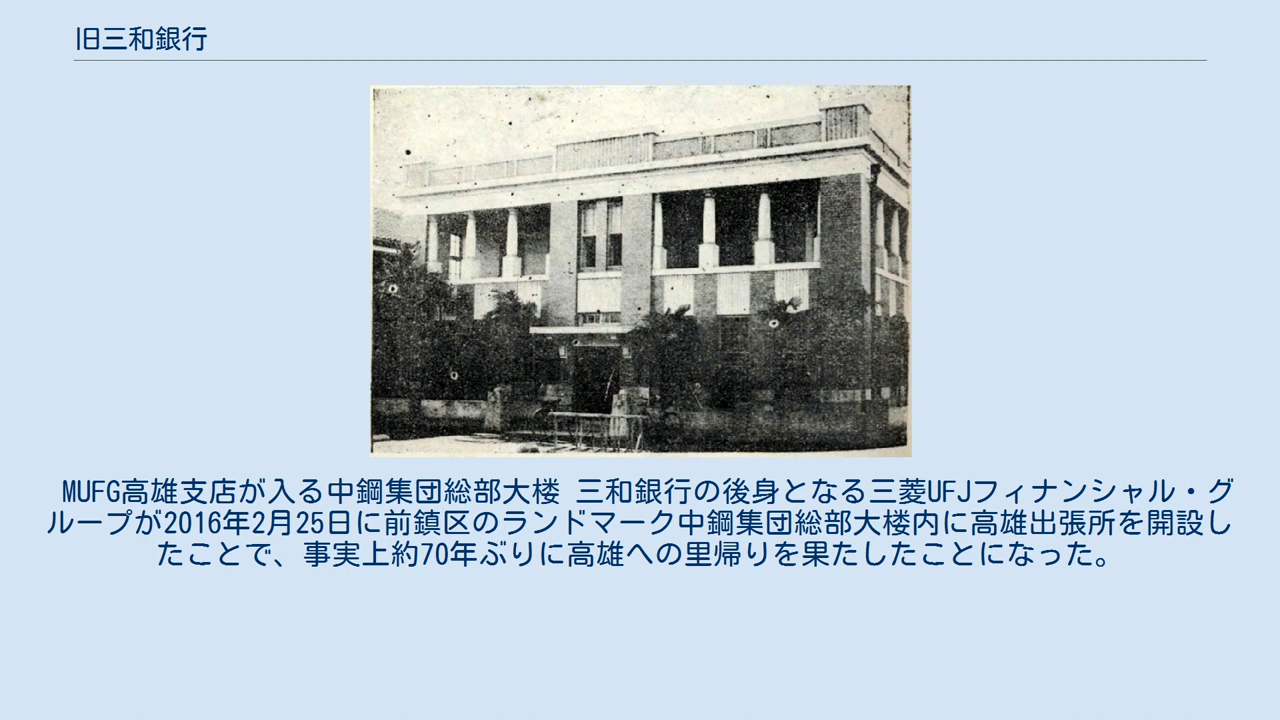 旧三和銀行
MUFG高雄支店が入る中鋼集団総部大楼 三和銀行の後身となる三菱UFJフィナンシャル・グ
ループが2016年2月25日に前鎮区のランドマーク中鋼集団総部大楼内に高雄出張所を開設し
たことで、事実上約70年ぶりに高雄への里帰りを果たしたことになった。